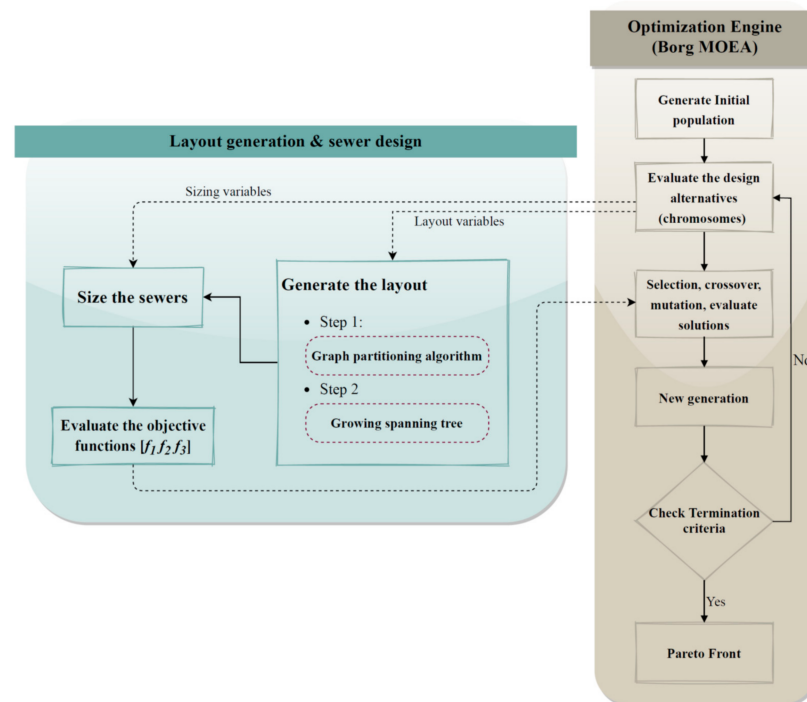 Optimization Engine
(Borg MOEA)
Generate Initial
population
Layout generation & sewer design
Sizing variables
Evaluate the design
alternatives
(chromosomes)
Layout variables
Size the sewers
Generate the layout
• Step 1:
Graph partitioning algorithm
• Step 2
Growing spanning tree
Selection, crossover,
mutation, evaluate
solutions
No
New generation
Evaluate the objective
functions [f1 f2 f3]
Check Termination
criteria
Yes
Pareto Front